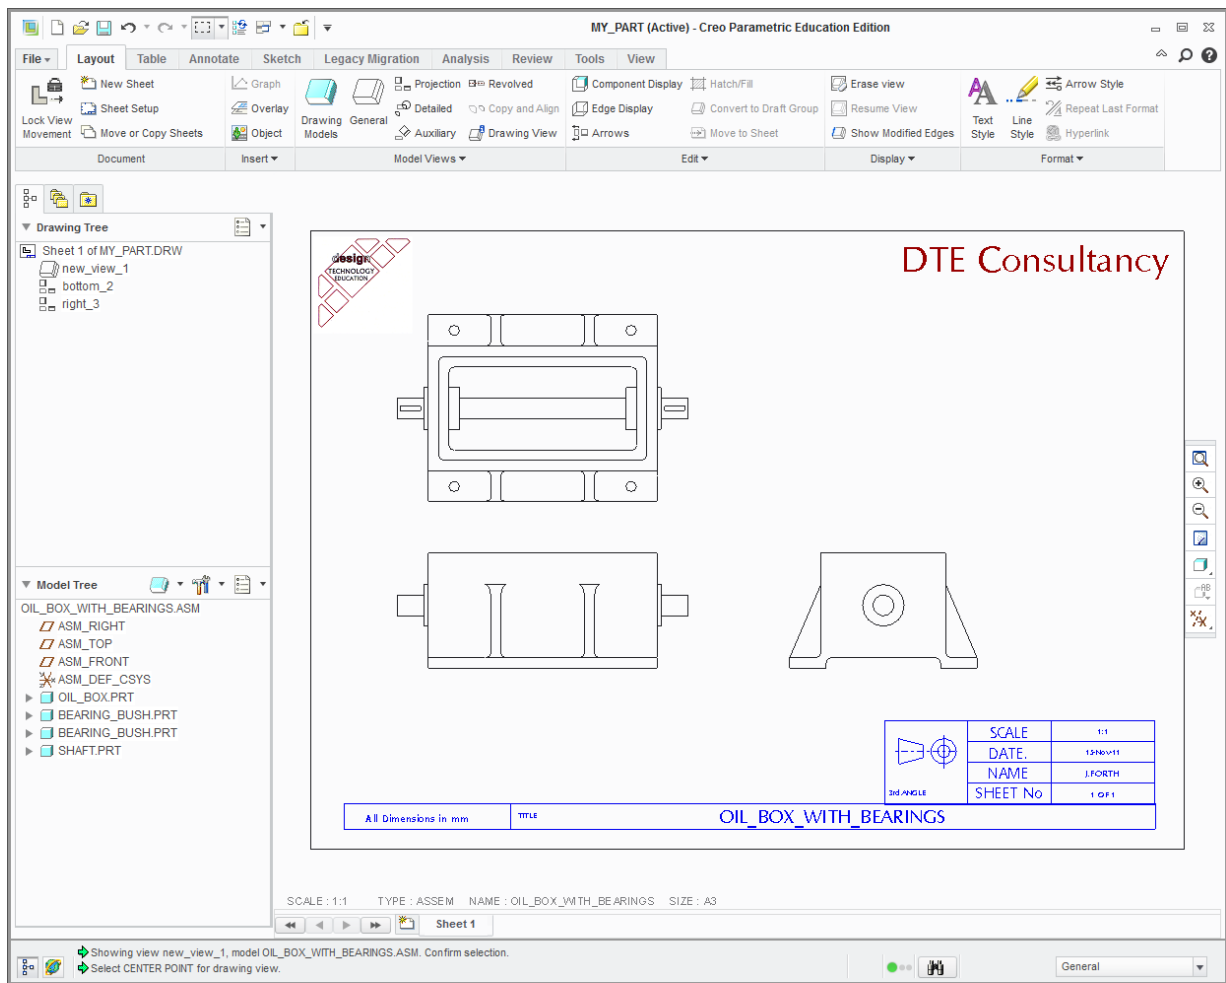 MY_PART (Active) - Creo Parametric Education Edition
File Layout Table Annotate Sketch Legacy Migration Analysis Review Tools View
New Sheet Graph Projection Revolved Component Display Hatch/Fill Erase view Arrow Style
Sheet Setup Overlay Detailed Copy and Align Edge Display Convert to Draft Group Resume View Repeat Last Format
Lock View Movement Move or Copy Sheets Object Drawing Models General Auxiliary Drawing View Arrows Move to Sheet Show Modified Edges Text Style Line Style Hyperlink
Document Insert Model Views Edit Display Format
Drawing Tree
Sheet 1 of MY_PART.DRW
new_view_1
bottom_2
right_3
Model Tree
OIL_BOX_WITH_BEARINGS.ASM
ASM_RIGHT
ASM_TOP
ASM_FRONT
ASM_DEF_CSYS
OIL_BOX.PRT
BEARING_BUSH.PRT
BEARING_BUSH.PRT
SHAFT.PRT
design
TECHNOLOGY
EDUCATION
DTE Consultancy
SCALE 1:1
DATE. 15-Nov-11
NAME J.FORTH
3rd ANGLE SHEET No 1 OF 1
All Dimensions in mm TITLE OIL_BOX_WITH_BEARINGS
SCALE : 1:1 TYPE : ASSEM NAME : OIL_BOX_WITH_BEARINGS SIZE : A3
Sheet 1
Showing view new_view_1, model OIL_BOX_WITH_BEARINGS.ASM. Confirm selection.
Select CENTER POINT for drawing view.
General